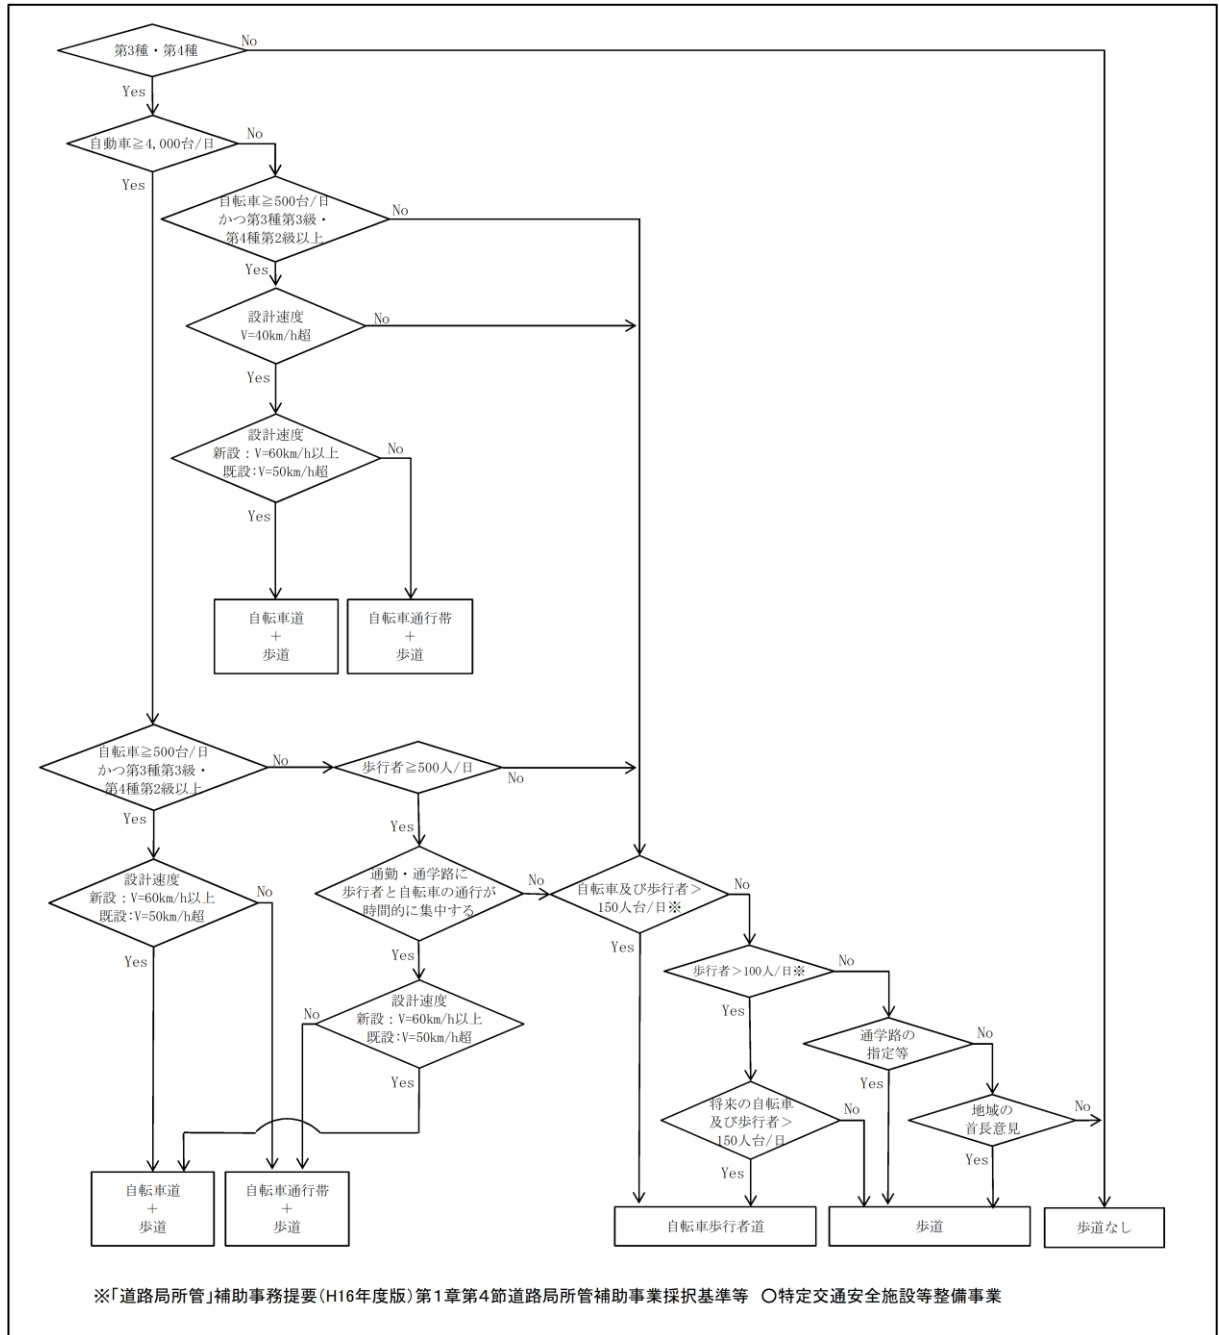 第3種・第4種
No
Yes
自動車≧4,000台/日
No
Yes
自転車≧500台/日
かつ第3種第3級・
第4種第2級以上
No
Yes
設計速度
V=40km/h超
No
Yes
設計速度
新設：V=60km/h以上
既設：V=50km/h超
No
Yes
自転車道
+
歩道
自転車通行帯
+
歩道
自転車≧500台/日
かつ第3種第3級・
第4種第2級以上
No
Yes
歩行者≧500人/日
No
Yes
設計速度
新設：V=60km/h以上
既設：V=50km/h超
No
Yes
通勤・通学路に
歩行者と自転車の通行が
時間的に集中する
No
Yes
自転車及び歩行者＞
150人台/日※
No
Yes
歩行者＞100人/日※
No
Yes
設計速度
新設：V=60km/h以上
既設：V=50km/h超
No
Yes
通学路の
指定等
No
Yes
将来の自転車
及び歩行者＞
150人台/日
No
Yes
地域の
首長意見
No
Yes
自転車道
+
歩道
自転車通行帯
+
歩道
自転車歩行者道
歩道
歩道なし
※「道路局所管」補助事務提要(H16年度版)第1章第4節道路局所管補助事業採択基準等　○特定交通安全施設等整備事業